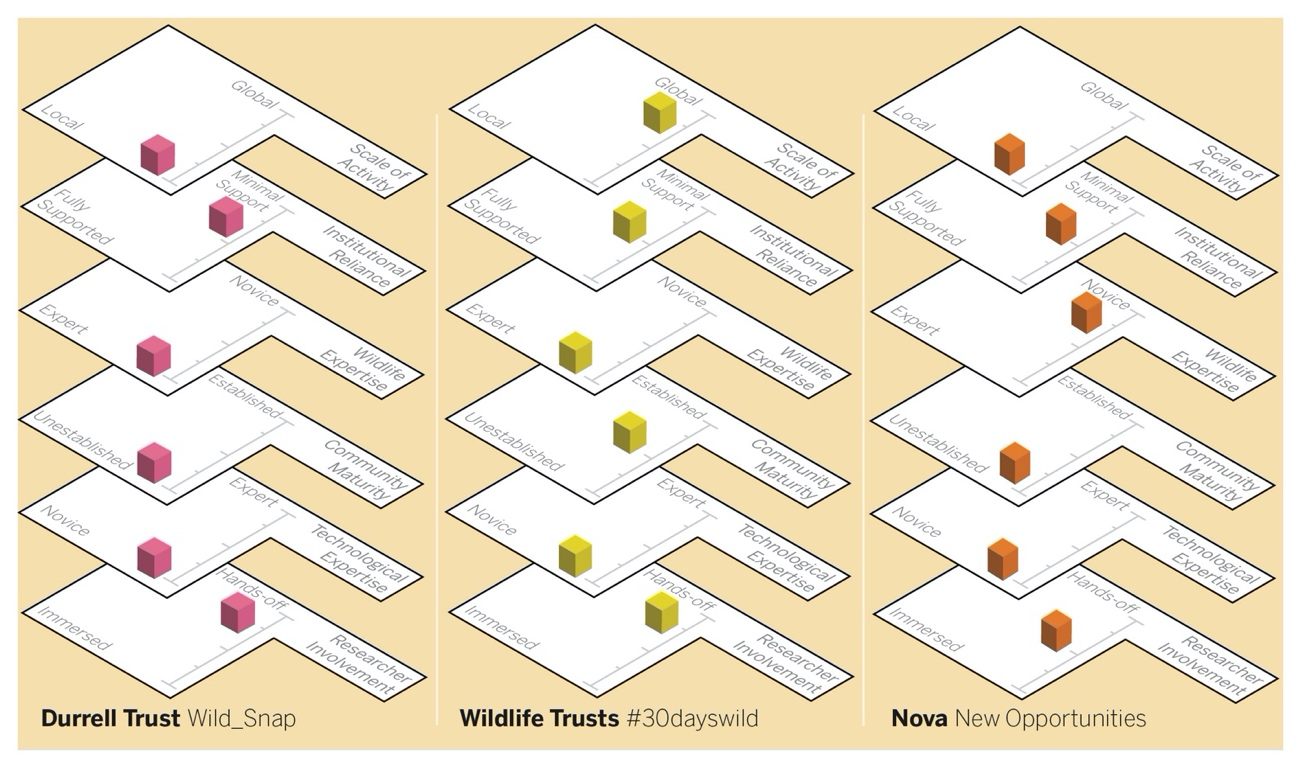 Global
Local
Scale of
Activity
Minimal
Support
Fully
Supported
Institutional
Reliance
Novice
Expert
Wildlife
Expertise
Established
Unestablished
Community
Maturity
Expert
Novice
Technological
Expertise
Hands-off
Immersed
Researcher
Involvement
Durrell Trust Wild_Snap
Global
Local
Scale of
Activity
Minimal
Support
Fully
Supported
Institutional
Reliance
Novice
Expert
Wildlife
Expertise
Established
Unestablished
Community
Maturity
Expert
Novice
Technological
Expertise
Hands-off
Immersed
Researcher
Involvement
Wildlife Trusts #30dayswild
Global
Local
Scale of
Activity
Minimal
Support
Fully
Supported
Institutional
Reliance
Novice
Expert
Wildlife
Expertise
Established
Unestablished
Community
Maturity
Expert
Novice
Technological
Expertise
Hands-off
Immersed
Researcher
Involvement
Nova New Opportunities